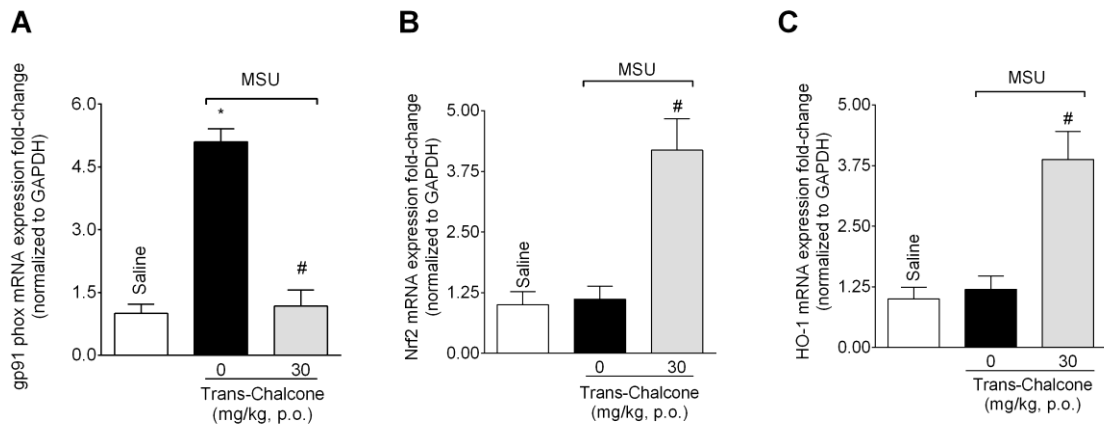 A
gp91 phox mRNA expression fold-change
(normalized to GAPDH)
6.0
4.5
3.0
1.5
0.0
MSU
*
Saline
#
0 30
Trans-Chalcone
(mg/kg, p.o.)
B
Nrf2 mRNA expression fold-change
(normalized to GAPDH)
5.00
3.75
2.50
1.25
0.00
MSU
#
Saline
0 30
Trans-Chalcone
(mg/kg, p.o.)
C
HO-1 mRNA expression fold-change
(normalized to GAPDH)
5.00
3.75
2.50
1.25
0.00
MSU
#
Saline
0 30
Trans-Chalcone
(mg/kg, p.o.)